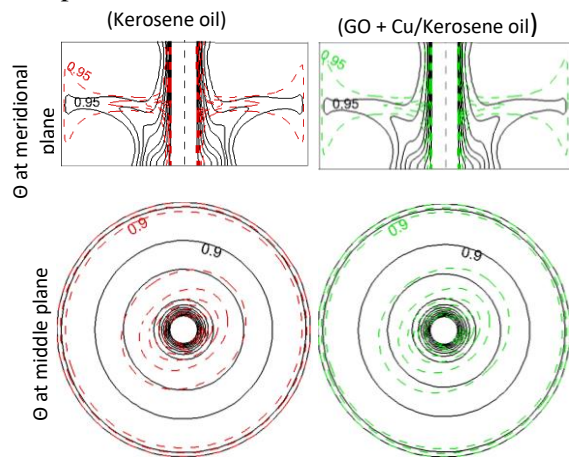 (Kerosene oil)
(GO + Cu/Kerosene oil)
Θ at meridional
plane
0.95
0.95
0.95
0.95
Θ at middle plane
0.9
0.9
0.9
0.9